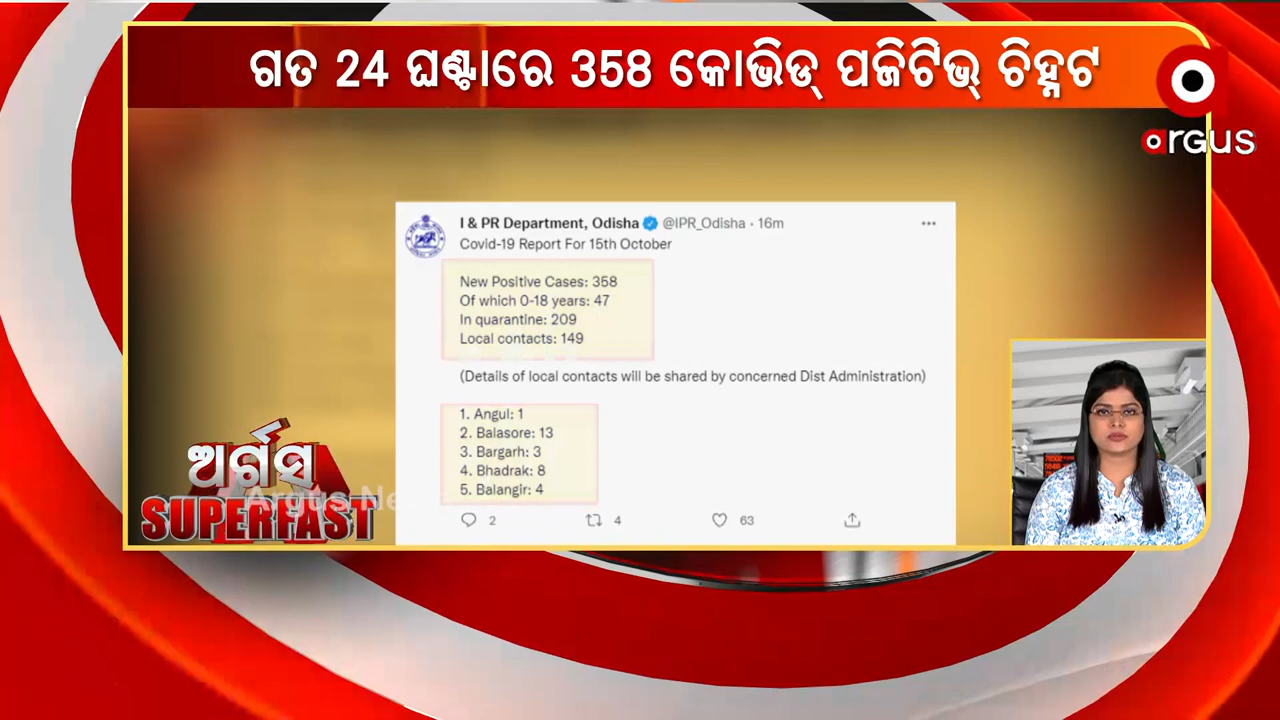 ଗତ 24 ଘଣ୍ଟାରେ 358 କୋଭିଡ୍ ପଜିଟିଭ୍ ଚିହ୍ନଟ
argus
I & PR Department, Odisha @IPR_Odisha · 16m
Covid-19 Report For 15th October
New Positive Cases: 358
Of which 0-18 years: 47
In quarantine: 209
Local contacts: 149
(Details of local contacts will be shared by concerned Dist Administration)
1. Angul: 1
2. Balasore: 13
3. Bargarh: 3
4. Bhadrak: 8
5. Balangir: 4
2 4 63
ଅର୍ଗସ
Argus Ne
SUPERFAST